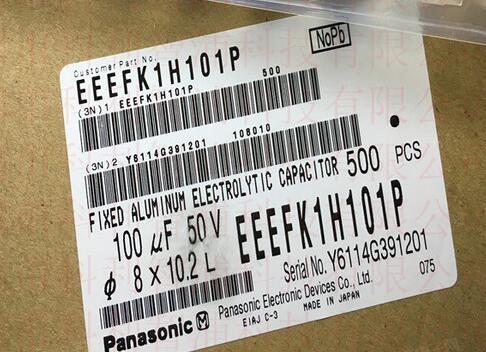 NoPb
Customer Part No.
EEEFK1H101P
(3N)1 EEEFK1H101P 500
(3N)2 Y6114G391201 106010
FIXED ALUMINUM ELECTROLYTIC CAPACITOR 500 PCS
100 µF 50V EEEFK1H101P
ϕ 8×10.2 L Serial No. Y6114G391201
075
Panasonic M Panasonic Electronic Devices Co., Ltd.
EIAJ C-3 MADE IN JAPAN